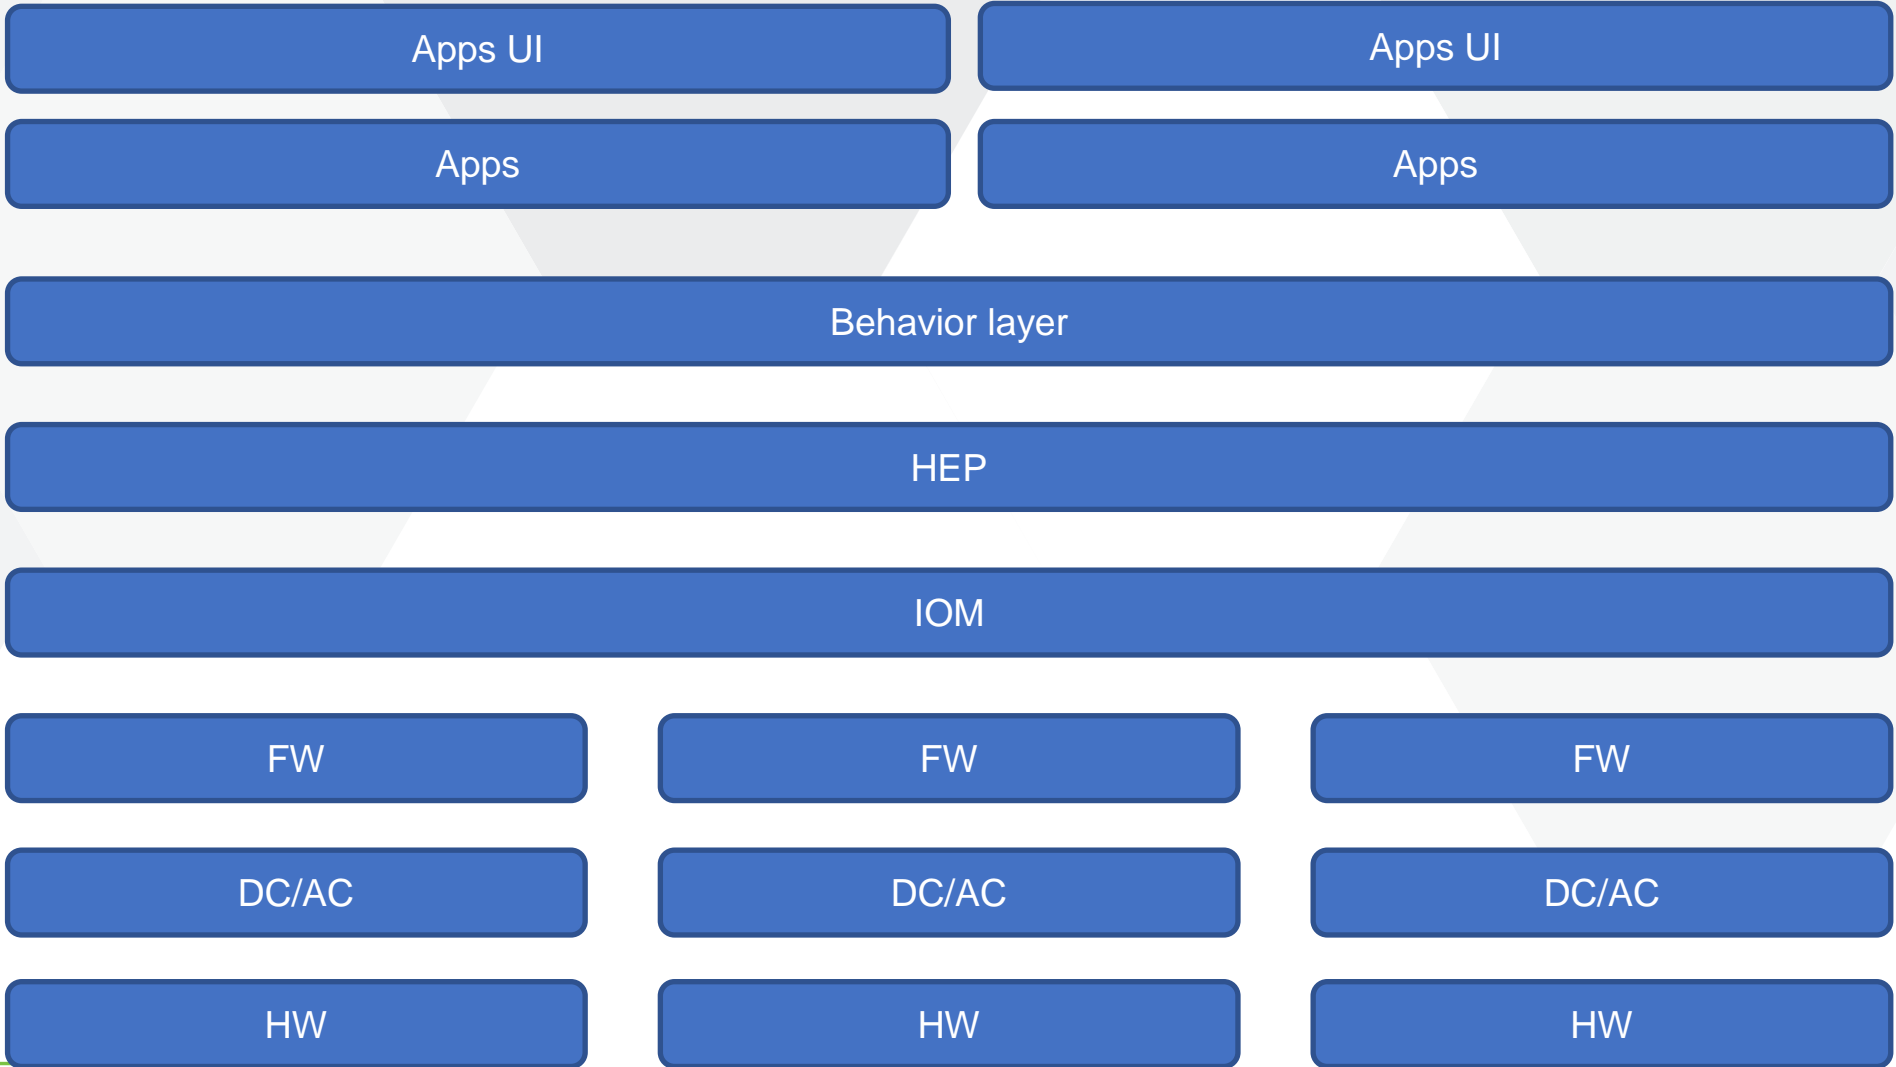 Apps UI
Apps UI
Apps
Apps
Behavior layer
HEP
IOM
FW
FW
FW
DC/AC
DC/AC
DC/AC
HW
HW
HW